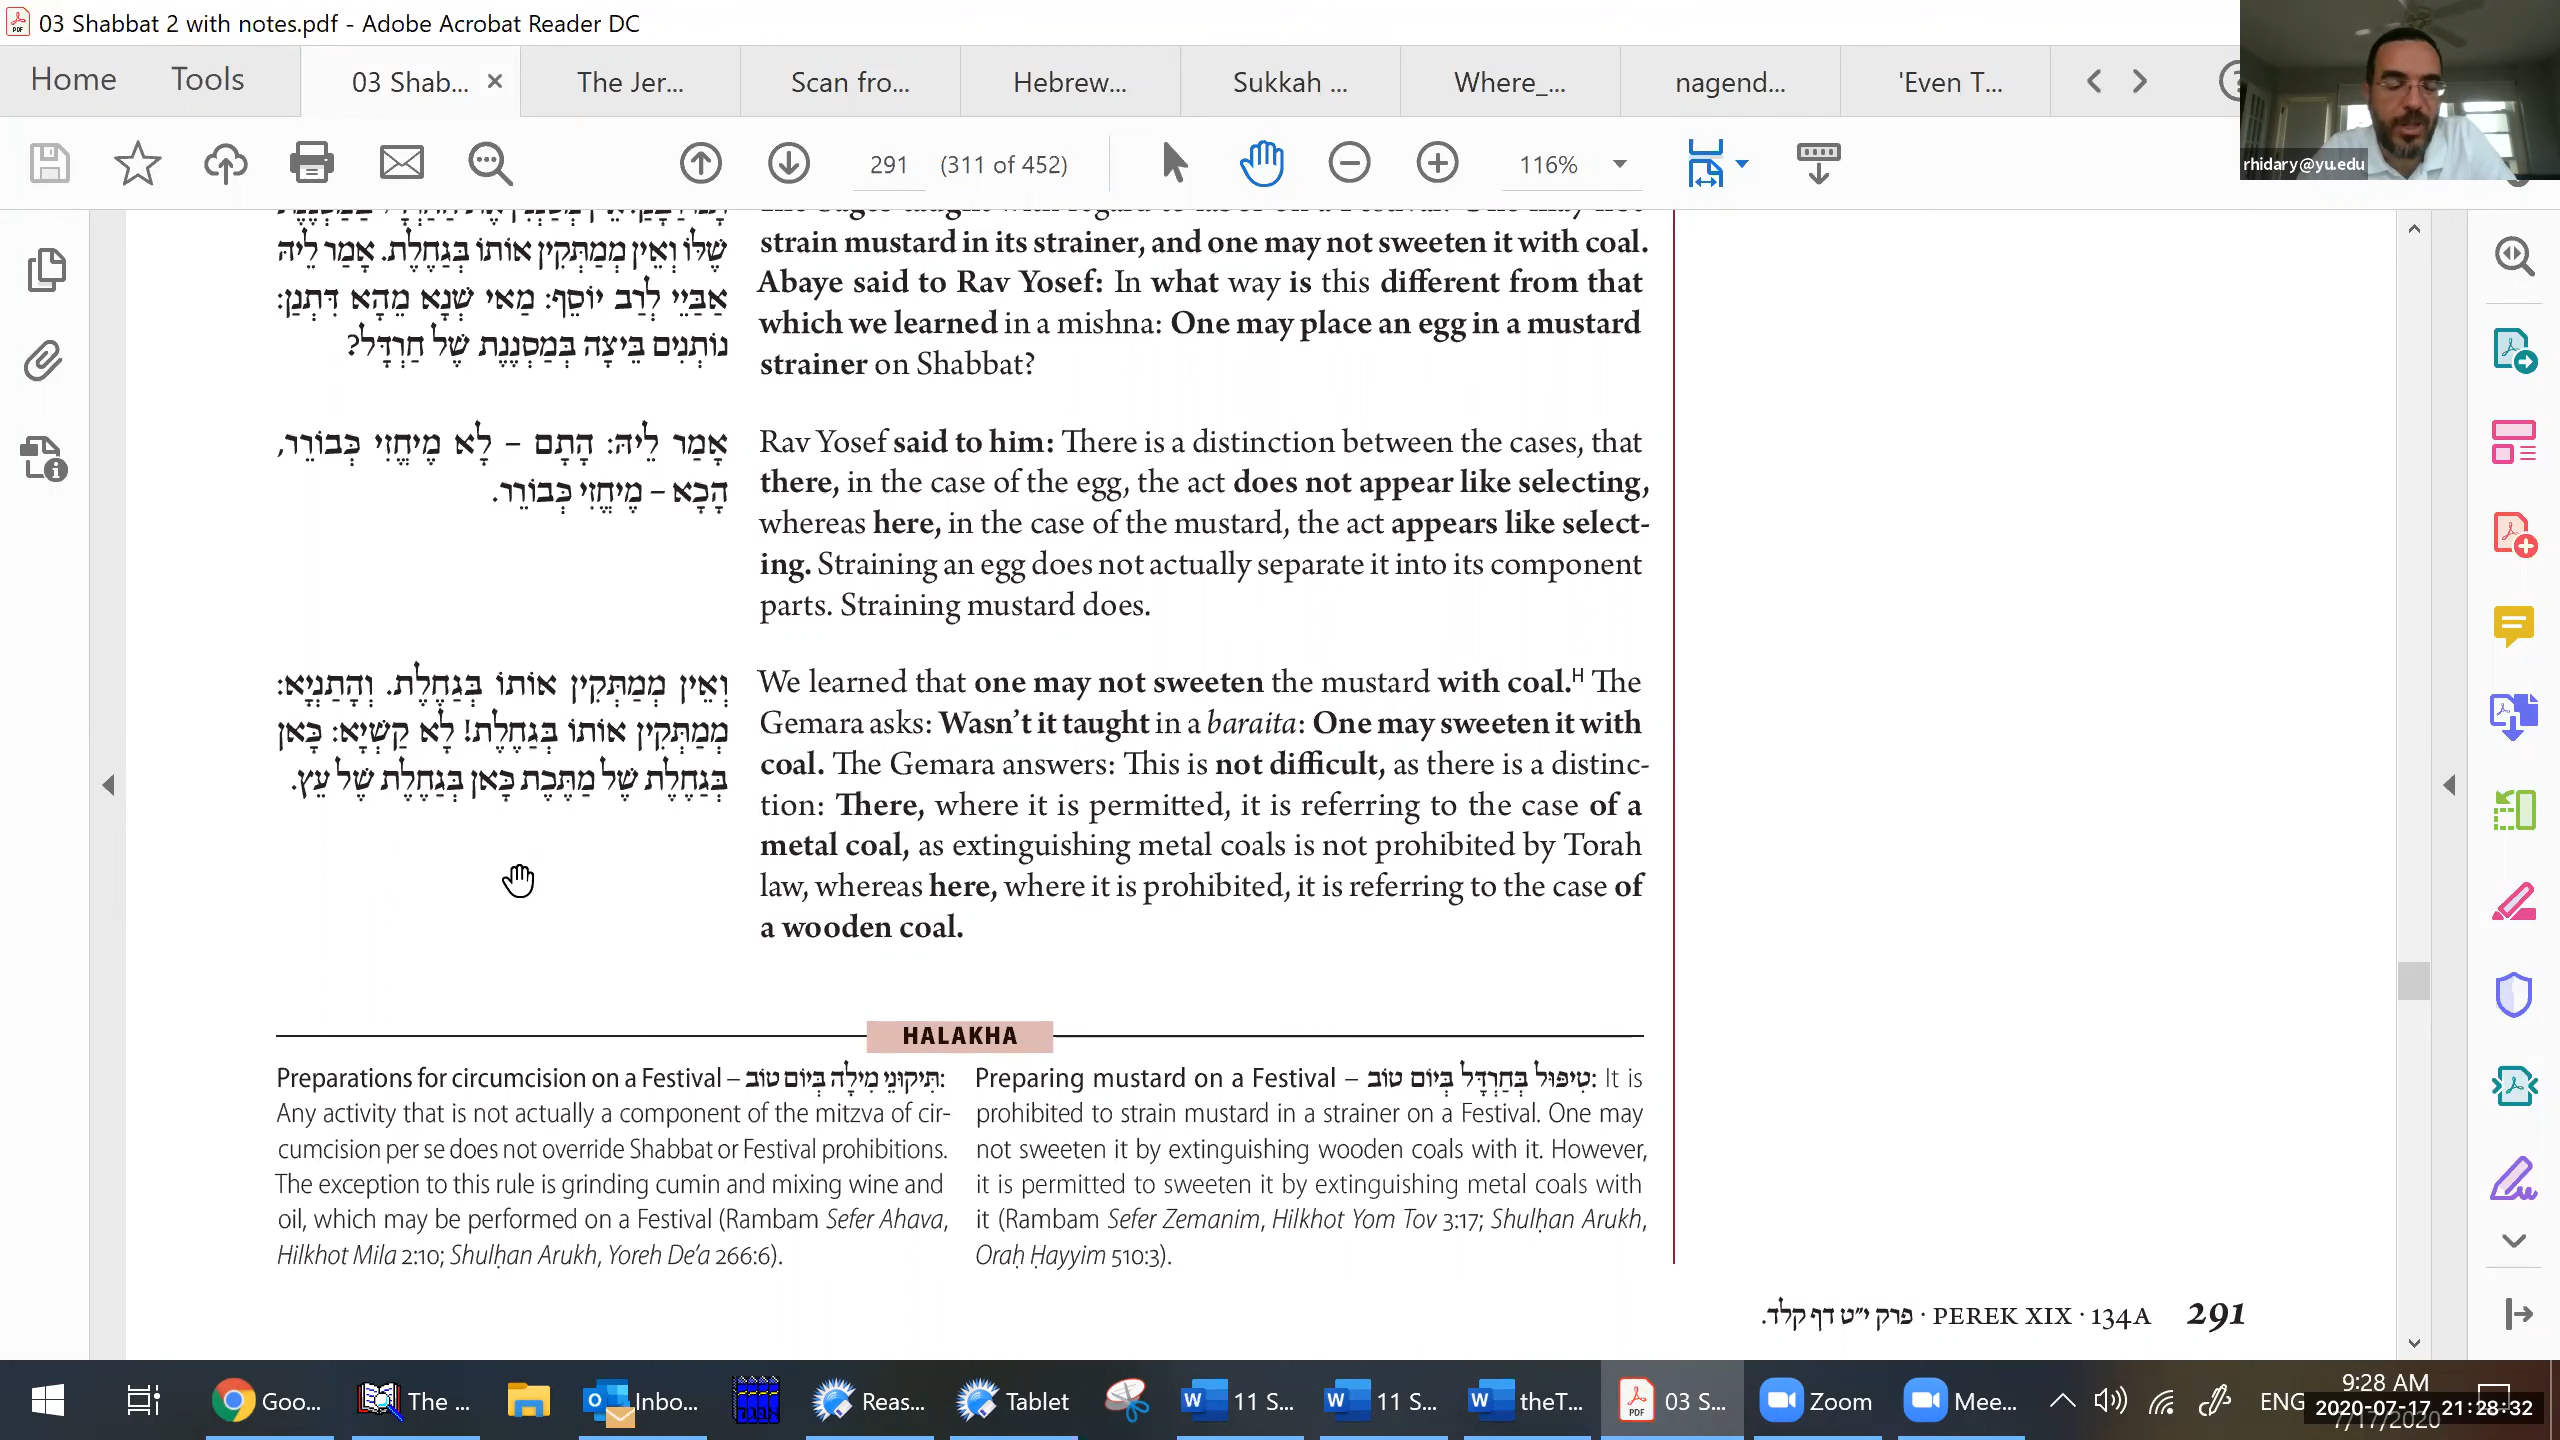 03 Shabbat 2 with notes.pdf - Adobe Acrobat Reader DC
Home
Tools
03 Shab...
The Jer...
Scan fro...
Hebrew...
Sukkah ...
Where_...
nagend...
'Even T...
291
(311 of 452)
116%
rhidary@yu.edu
שֶׁלּוֹ וְאֵין מְמַתְּקִין אוֹתוֹ בְּגַחֶלֶת. אָמַר לֵיהּ
אַבַּיֵי לְרַב יוֹסֵף: מַאי שְׁנָא מֵהָא דִּתְנַן:
נוֹתְנִים בֵּיצָה בִּמְסַנֶּנֶת שֶׁל חַרְדָּל?
strain mustard in its strainer, and one may not sweeten it with coal.
Abaye said to Rav Yosef: In what way is this different from that
which we learned in a mishna: One may place an egg in a mustard
strainer on Shabbat?
אָמַר לֵיהּ: הָתָם – לָא מֶיחֱזֵי כְּבוֹרֵר,
הָכָא – מֶיחֱזֵי כְּבוֹרֵר.
Rav Yosef said to him: There is a distinction between the cases, that
there, in the case of the egg, the act does not appear like selecting,
whereas here, in the case of the mustard, the act appears like select-
ing. Straining an egg does not actually separate it into its component
parts. Straining mustard does.
וְאֵין מְמַתְּקִין אוֹתוֹ בְּגַחֶלֶת. וְהָתַנְיָא:
מְמַתְּקִין אוֹתוֹ בְּגַחֶלֶת! לָא קַשְׁיָא: כָּאן
בְּגַחֶלֶת שֶׁל מַתֶּכֶת כָּאן בְּגַחֶלֶת שֶׁל עֵץ.
We learned that one may not sweeten the mustard with coal.H The
Gemara asks: Wasn't it taught in a baraita: One may sweeten it with
coal. The Gemara answers: This is not difficult, as there is a distinc-
tion: There, where it is permitted, it is referring to the case of a
metal coal, as extinguishing metal coals is not prohibited by Torah
law, whereas here, where it is prohibited, it is referring to the case of
a wooden coal.
HALAKHA
Preparations for circumcision on a Festival – תִּיקּוּנֵי מִילָה בְּיוֹם טוֹב:
Any activity that is not actually a component of the mitzva of cir-
cumcision per se does not override Shabbat or Festival prohibitions.
The exception to this rule is grinding cumin and mixing wine and
oil, which may be performed on a Festival (Rambam Sefer Ahava,
Hilkhot Mila 2:10; Shulḥan Arukh, Yoreh De'a 266:6).
Preparing mustard on a Festival – טִיפּוּל בְּחַרְדָּל בְּיוֹם טוֹב: It is
prohibited to strain mustard in a strainer on a Festival. One may
not sweeten it by extinguishing wooden coals with it. However,
it is permitted to sweeten it by extinguishing metal coals with
it (Rambam Sefer Zemanim, Hilkhot Yom Tov 3:17; Shulḥan Arukh,
Oraḥ Ḥayyim 510:3).
פרק י״ט דף קלד. · PEREK XIX · 134A 291
Goo...
The ...
Inbo...
Reas...
Tablet
11 S...
11 S...
theT...
03 S...
Zoom
Mee...
ENG
9:28 AM
2020-07-17 21:28:32
7/17/2020